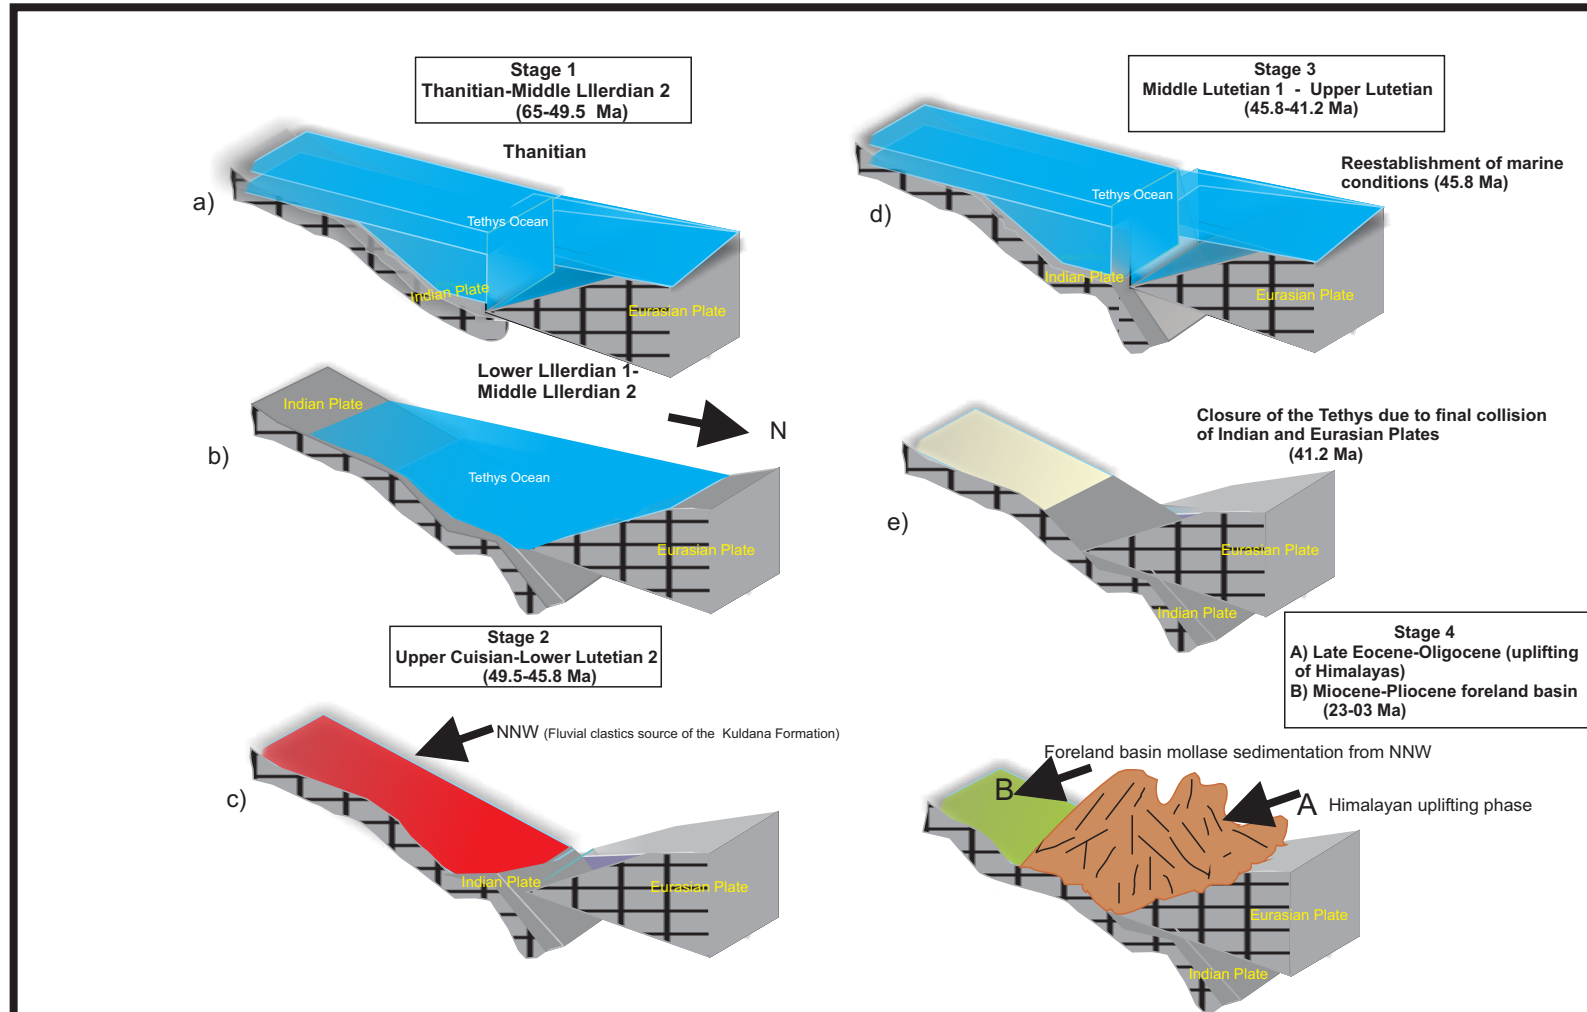 Stage 1
Thanitian-Middle Lllerdian 2
(65-49.5 Ma)
Thanitian
a)
Tethys Ocean
Indian Plate
Eurasian Plate
Lower Lllerdian 1-
Middle Lllerdian 2
N
b)
Indian Plate
Tethys Ocean
Eurasian Plate
Stage 2
Upper Cuisian-Lower Lutetian 2
(49.5-45.8 Ma)
NNW (Fluvial clastics source of the Kuldana Formation)
c)
Indian Plate
Eurasian Plate
Stage 3
Middle Lutetian 1 - Upper Lutetian
(45.8-41.2 Ma)
Reestablishment of marine
conditions (45.8 Ma)
d)
Tethys Ocean
Indian Plate
Eurasian Plate
Closure of the Tethys due to final collision
of Indian and Eurasian Plates
(41.2 Ma)
e)
Eurasian Plate
Indian Plate
Stage 4
A) Late Eocene-Oligocene (uplifting
of Himalayas)
B) Miocene-Pliocene foreland basin
(23-03 Ma)
Foreland basin mollase sedimentation from NNW
B
A
Himalayan uplifting phase
Eurasian Plate
Indian Plate